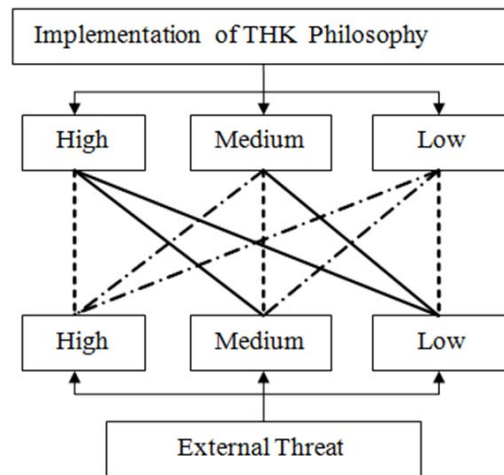 Implementation of THK Philosophy
High Medium Low
High Medium Low
External Threat